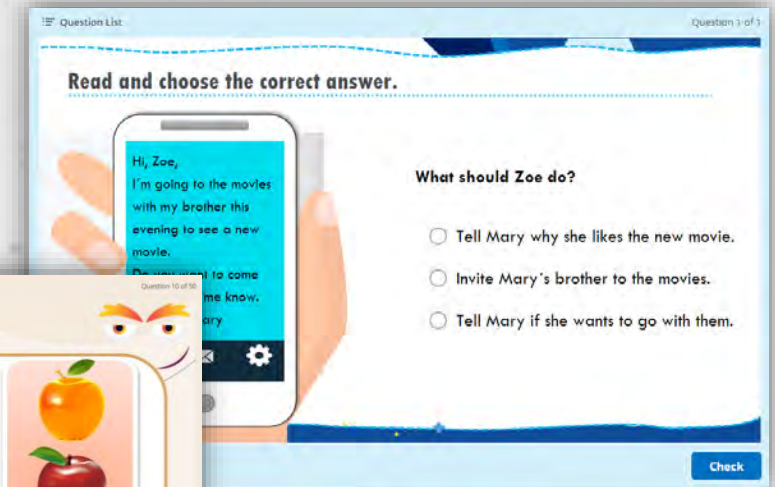 Question List
Question 1 of 1
Read and choose the correct answer.
Hi, Zoe,
I'm going to the movies
with my brother this
evening to see a new
movie.
Do you want to come
me know.
ary
What should Zoe do?
Tell Mary why she likes the new movie.
Invite Mary's brother to the movies.
Tell Mary if she wants to go with them.
Check
Question 10 of 50